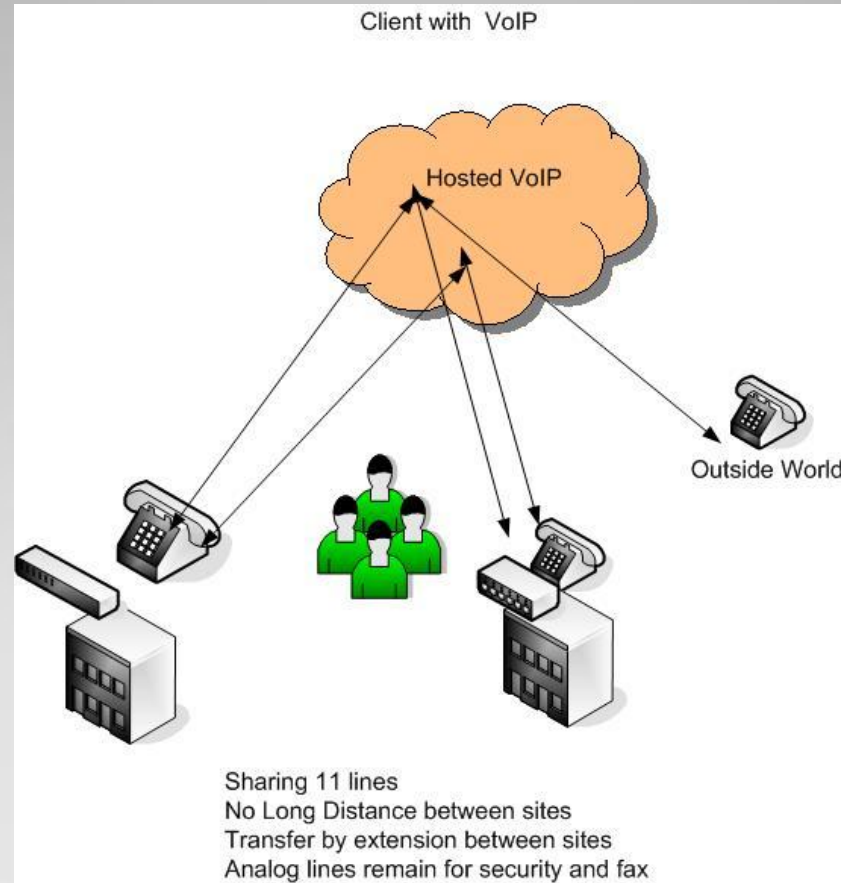 Client with VoIP
Hosted VoIP
Outside World
Sharing 11 lines
No Long Distance between sites
Transfer by extension between sites
Analog lines remain for security and fax